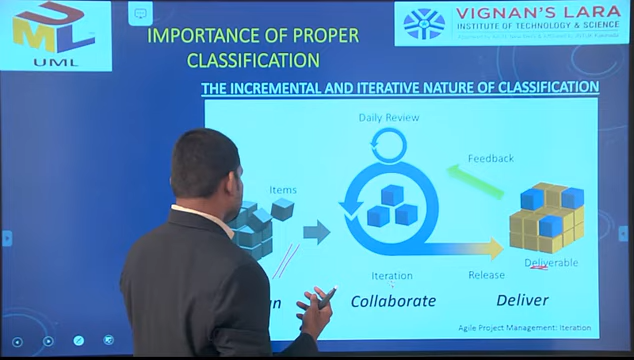 UML
UML
IMPORTANCE OF PROPER
CLASSIFICATION
VIGNAN'S LARA
INSTITUTE OF TECHNOLOGY & SCIENCE
THE INCREMENTAL AND ITERATIVE NATURE OF CLASSIFICATION
Daily Review
Feedback
Items
Iteration
Release
Deliverable
Collaborate
Deliver
Agile Project Management: Iteration